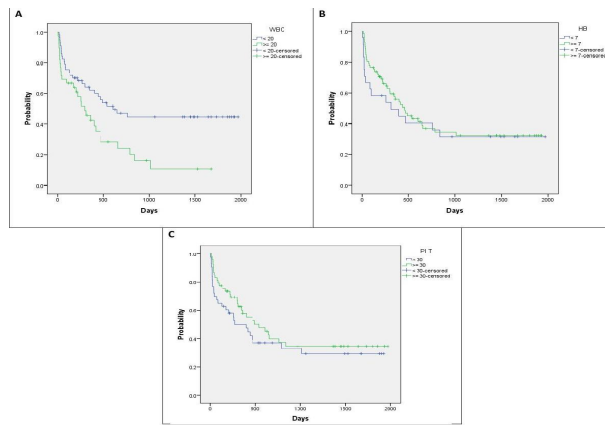 A
WBC
< 20
>= 20
< 20-censored
>= 20-censored
Probability
1.0
0.8
0.6
0.4
0.2
0.0
0
500
1000
1500
2000
Days
B
HB
< 7
>= 7
< 7-censored
>= 7-censored
Probability
1.0
0.8
0.6
0.4
0.2
0.0
0
500
1000
1500
2000
Days
C
PLT
< 30
>= 30
< 30-censored
>= 30-censored
Probability
1.0
0.8
0.6
0.4
0.2
0.0
0
500
1000
1500
2000
Days